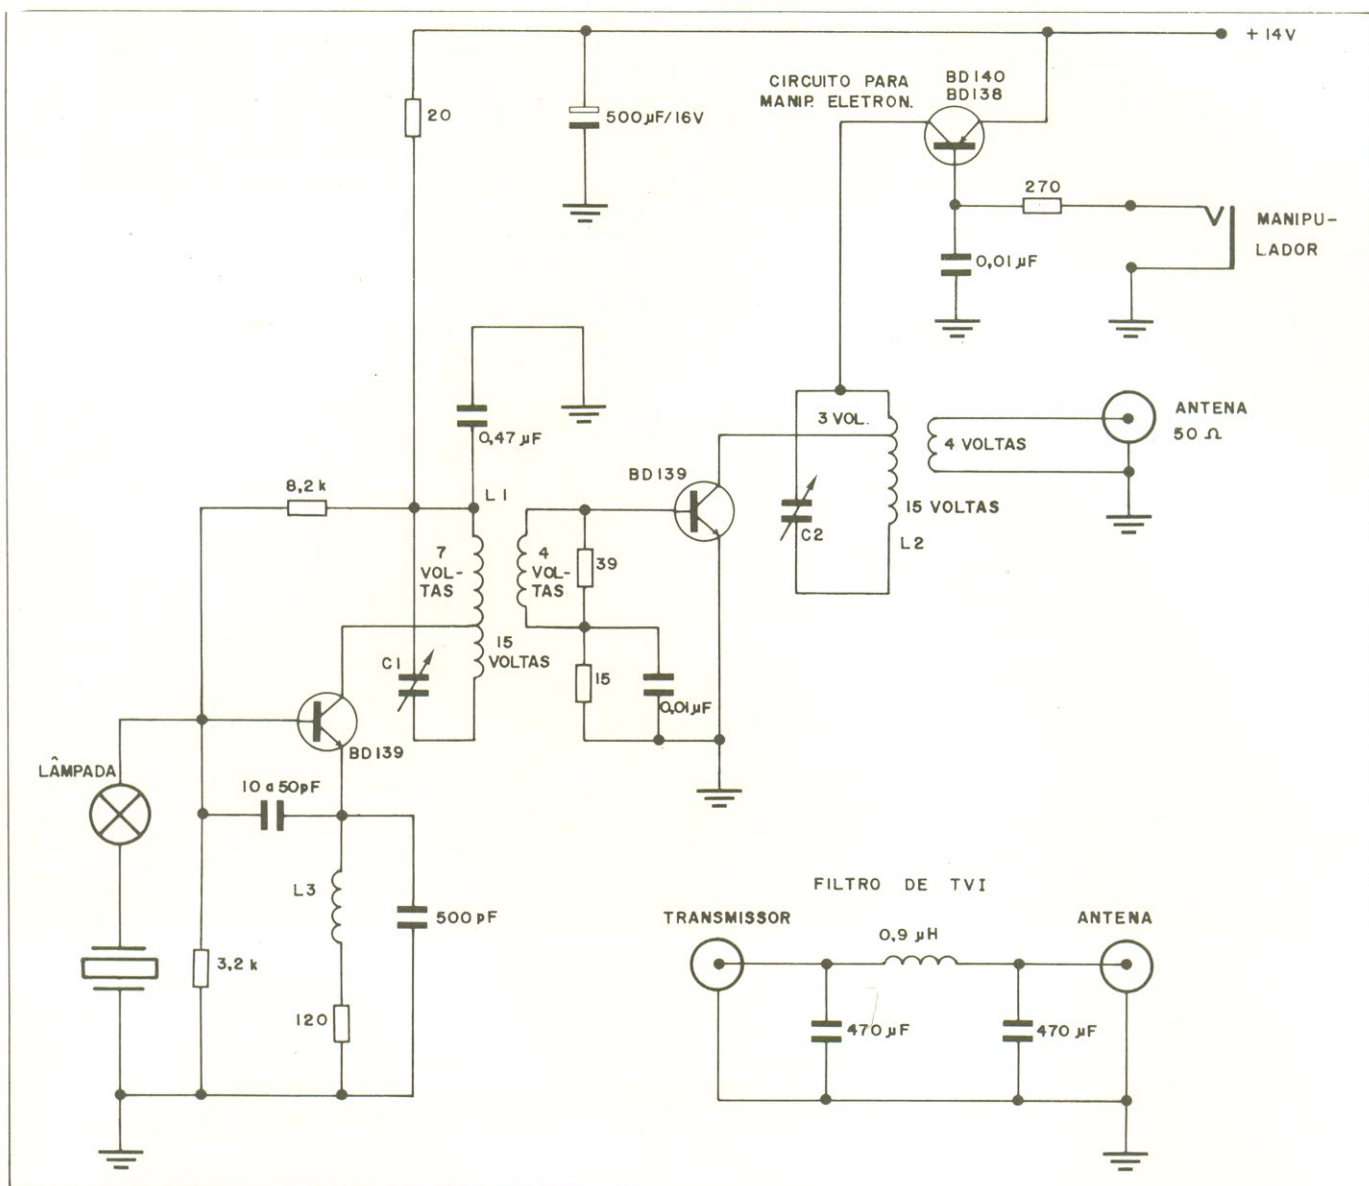 + 14V
CIRCUITO PARA
MANIP. ELETRON.
BD140
BD138
20
500µF/16V
270
MANIPU-
LADOR
0,01µF
0,47 µF
3 VOL.
4 VOLTAS
ANTENA
50 Ω
BD139
8,2 k
L1
7
VOL-
TAS
4
VOL-
TAS
39
C2
15 VOLTAS
L2
15
VOLTAS
C1
15
0,01µF
BD139
LÂMPADA
10 a 50pF
L3
500 pF
3,2 k
120
FILTRO DE TVI
TRANSMISSOR
0,9 µH
ANTENA
470 µF
470 µF